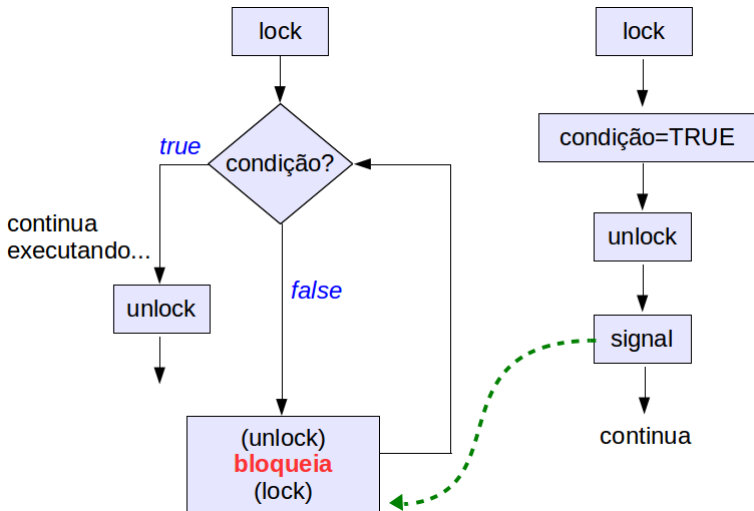 lock
condição?
true
continua
executando...
unlock
false
(unlock)
bloqueia
(lock)
lock
condição=TRUE
unlock
signal
continua